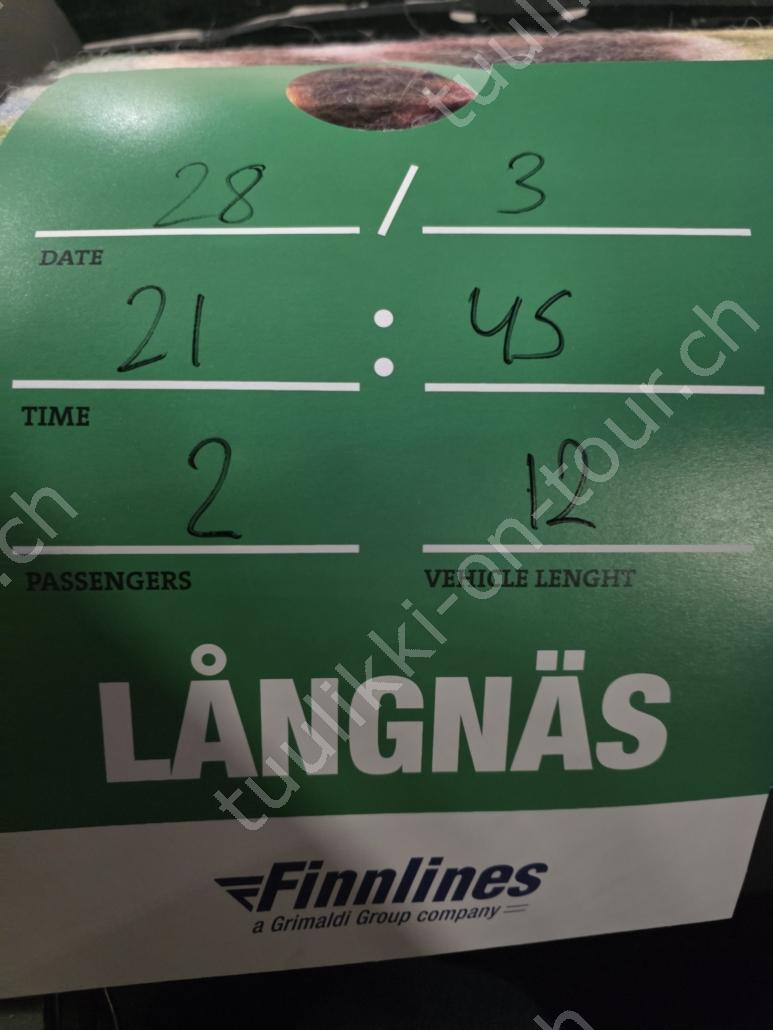 28 / 3
DATE
21 : 45
TIME
2 12
PASSENGERS VEHICLE LENGHT
LÅNGNÄS
Finnlines
a Grimaldi Group company
tuulikki-on-tour.ch